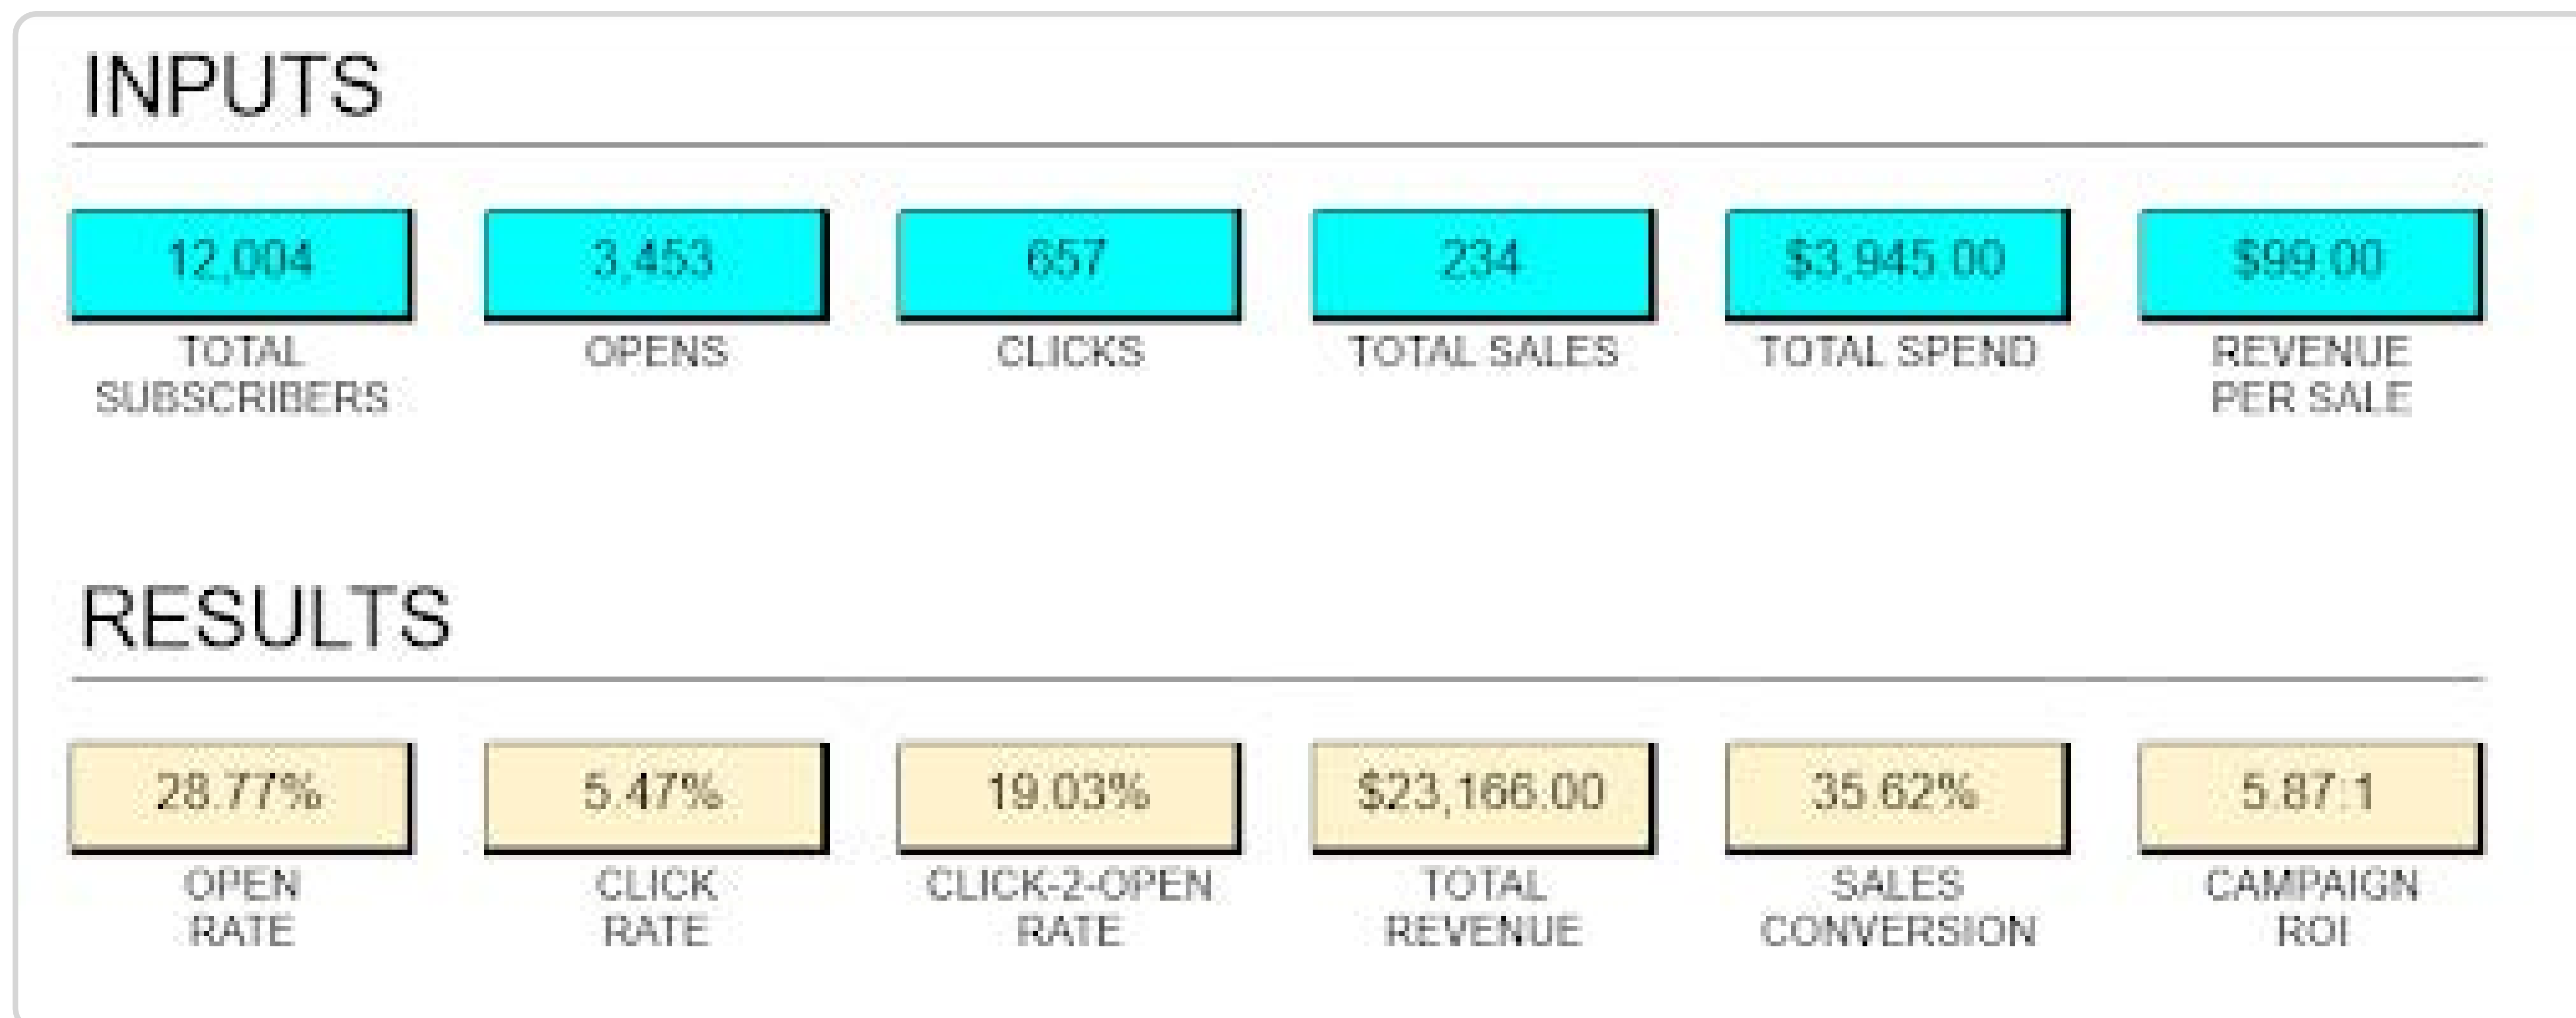 INPUTS
12,004 3,453 657 234 $3,945.00 $99.00
TOTAL OPENS CLICKS TOTAL SALES TOTAL SPEND REVENUE
SUBSCRIBERS PER SALE
RESULTS
28.77% 5.47% 19.03% $23,166.00 35.62% 5.87:1
OPEN CLICK CLICK-2-OPEN TOTAL SALES CAMPAIGN
RATE RATE RATE REVENUE CONVERSION ROI